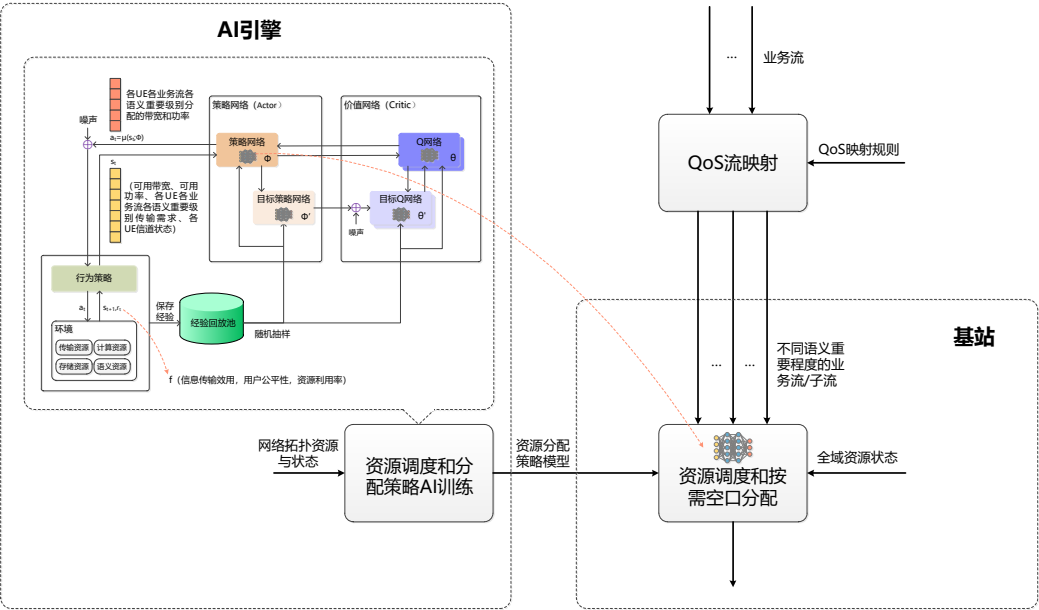 AI引擎
各UE各业务流各
语义重要级别分
配的带宽和功率
噪声
aₜ=μ(sₜ;Φ)
sₜ
(可用带宽、可用
功率、各UE各业
务流各语义重要级
别传输需求、各
UE信道状态)
策略网络(Actor)
策略网络
Φ
目标策略网络
Φ'
价值网络(Critic)
Q网络
θ
目标Q网络
θ'
噪声
行为策略
aₜ
sₜ₊₁,rₜ
环境
传输资源
计算资源
存储资源
语义资源
保存
经验
经验回放池
随机抽样
f(信息传输效用,用户公平性,资源利用率)
网络拓扑资源
与状态
资源调度和分
配策略AI训练
资源分配
策略模型
...
业务流
QoS流映射
QoS映射规则
基站
... ...
不同语义重
要程度的业
务流/子流
资源调度和按
需空口分配
全域资源状态